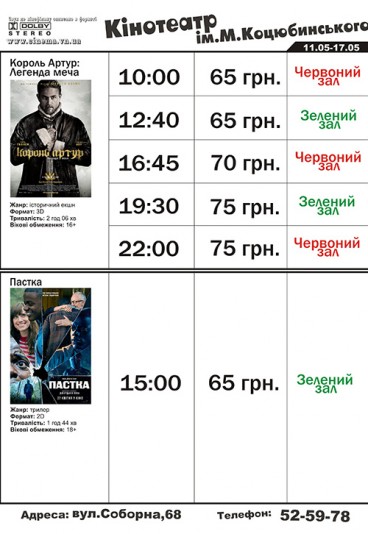 Кінотеатр
ім.М.Коцюбинського
DOLBY
STEREO
www.cinema.vn.ua
11.05-17.05
Король Артур:
Легенда меча
король артур
Жанр: історичний екшн
Формат: 3D
Тривалість: 2 год 06 хв
Вікові обмеження: 16+
10:00 65 грн. Червоний зал
12:40 65 грн. Зелений зал
16:45 70 грн. Червоний зал
19:30 75 грн. Зелений зал
22:00 75 грн. Червоний зал
Пастка
ПАСТКА
Жанр: трилер
Формат: 2D
Тривалість: 1 год 44 хв
Вікові обмеження: 18+
15:00 65 грн. Зелений зал
Адреса: вул.Соборна,68 Телефон: 52-59-78